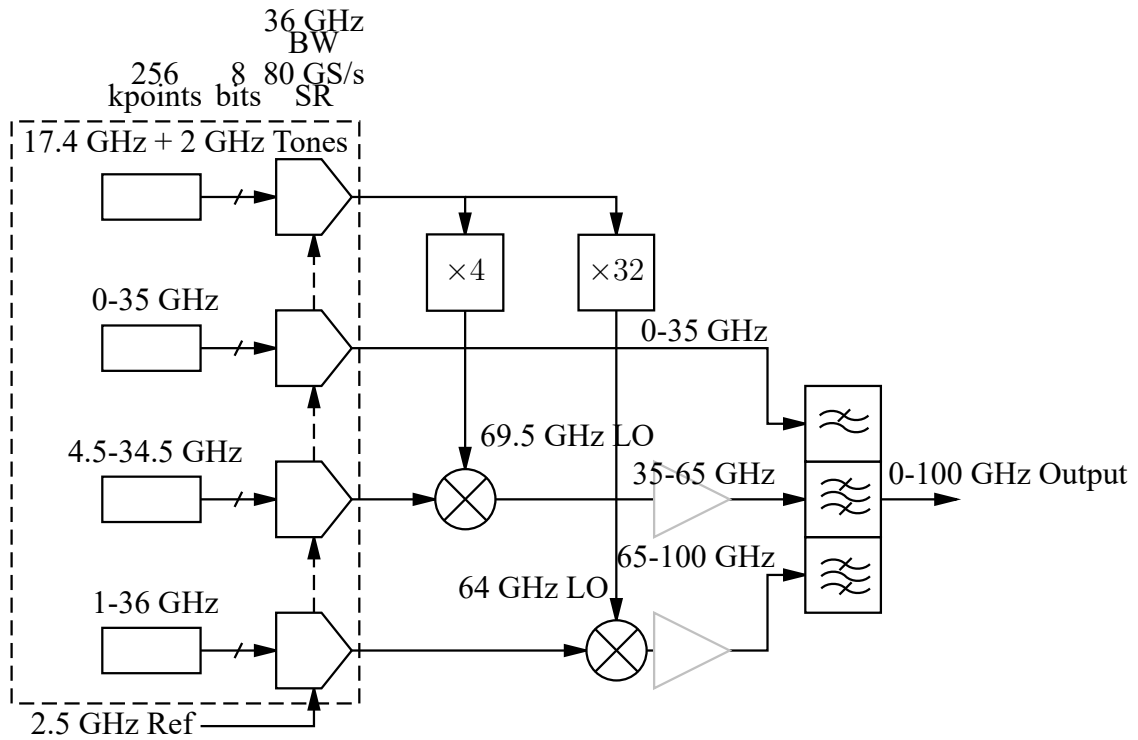 36 GHz
BW
256 8 80 GS/s
kpoints bits SR
17.4 GHz + 2 GHz Tones
×4 ×32
0-35 GHz 0-35 GHz
69.5 GHz LO
4.5-34.5 GHz 35-65 GHz 0-100 GHz Output
65-100 GHz
64 GHz LO
1-36 GHz
2.5 GHz Ref